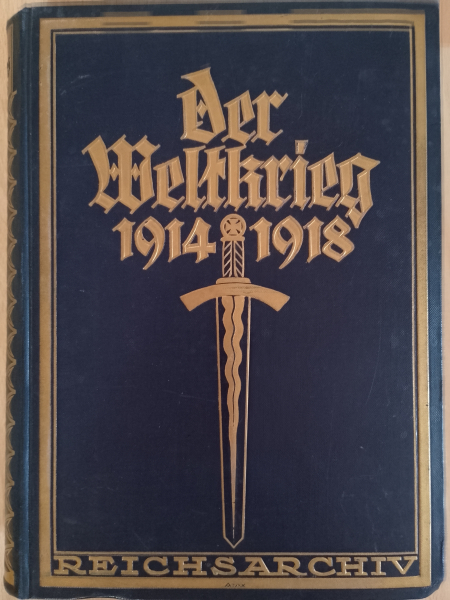 Der
Weltkrieg
1914 1918
REICHSARCHIV